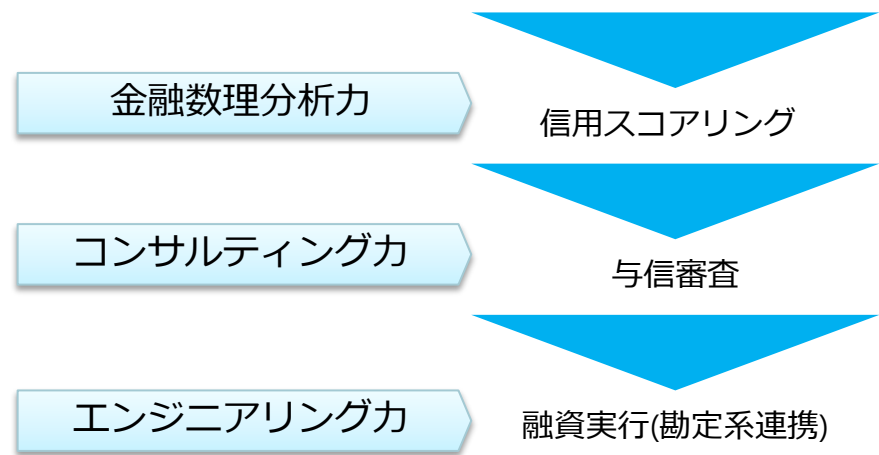 金融数理分析力
信用スコアリング
コンサルティング力
与信審査
エンジニアリング力
融資実行(勘定系連携)